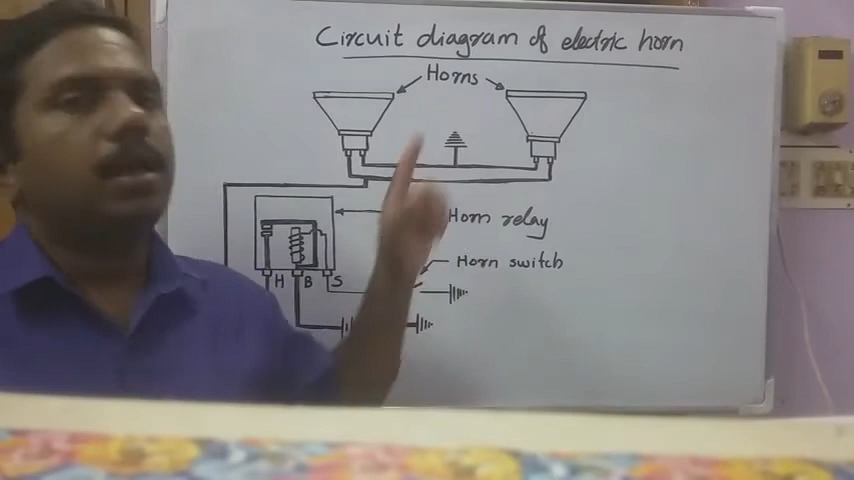 Circuit diagram of electric horn
Horns
Horn relay
Horn switch
H B S